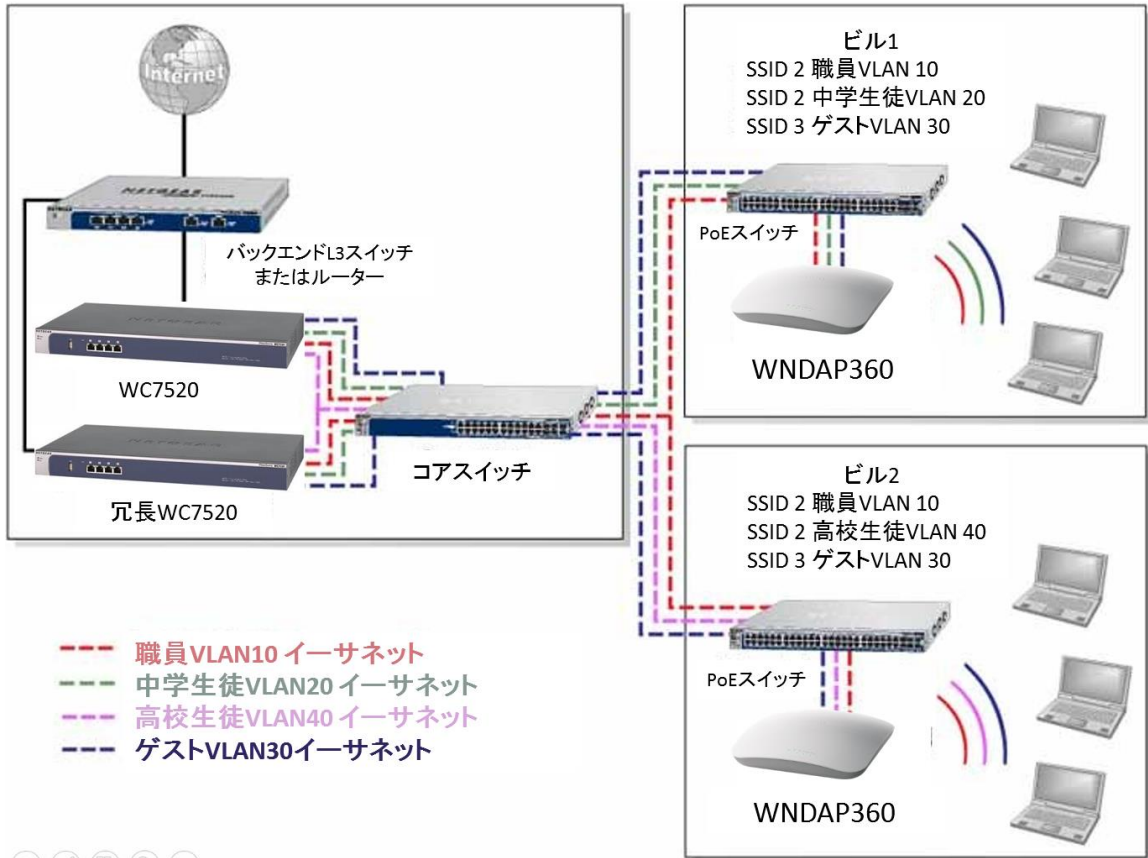 Internet
NETGEAR
バックエンドL3スイッチ
またはルーター
WC7520
冗長WC7520
コアスイッチ
ビル1
SSID 2 職員VLAN 10
SSID 2 中学生徒VLAN 20
SSID 3 ゲストVLAN 30
PoEスイッチ
WNDAP360
ビル2
SSID 2 職員VLAN 10
SSID 2 高校生徒VLAN 40
SSID 3 ゲストVLAN 30
PoEスイッチ
WNDAP360
職員VLAN10 イーサネット
中学生徒VLAN20 イーサネット
高校生徒VLAN40 イーサネット
ゲストVLAN30イーサネット